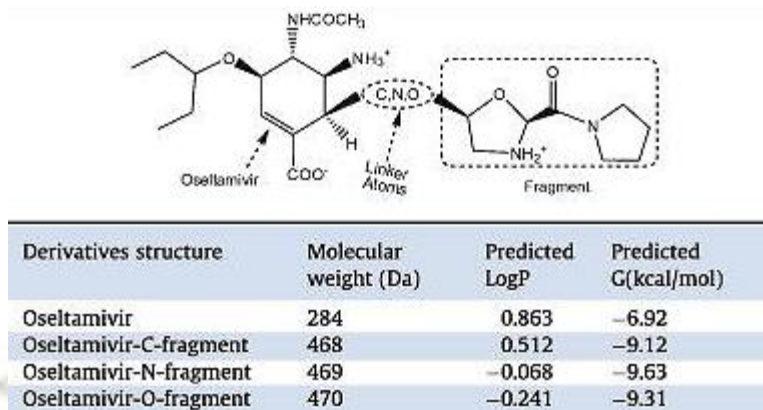 NHCOCH₃
O
NH₃⁺
C,N,O
O
O
N
NH₂⁺
H
COO⁻
Oseltamivir
Linker
Atoms
Fragment
Derivatives structure Molecular weight (Da) Predicted LogP Predicted G(kcal/mol)
Oseltamivir 284 0.863 −6.92
Oseltamivir-C-fragment 468 0.512 −9.12
Oseltamivir-N-fragment 469 −0.068 −9.63
Oseltamivir-O-fragment 470 −0.241 −9.31